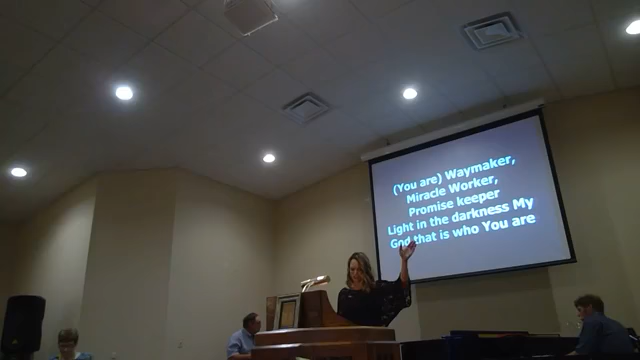 (You are) Waymaker,
Miracle Worker,
Promise keeper
Light in the darkness My
God that is who You are